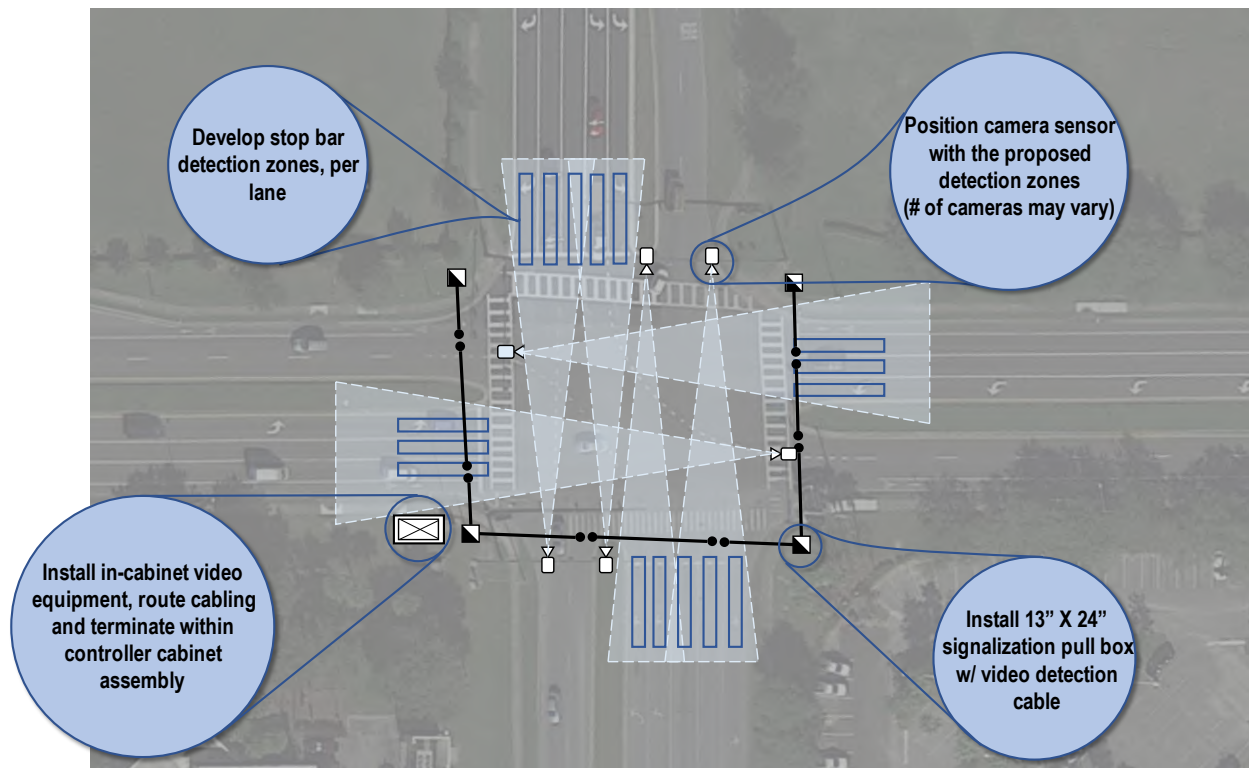 Develop stop bar
detection zones, per
lane
Position camera sensor
with the proposed
detection zones
(# of cameras may vary)
Install in-cabinet video
equipment, route cabling
and terminate within
controller cabinet
assembly
Install 13” X 24”
signalization pull box
w/ video detection
cable